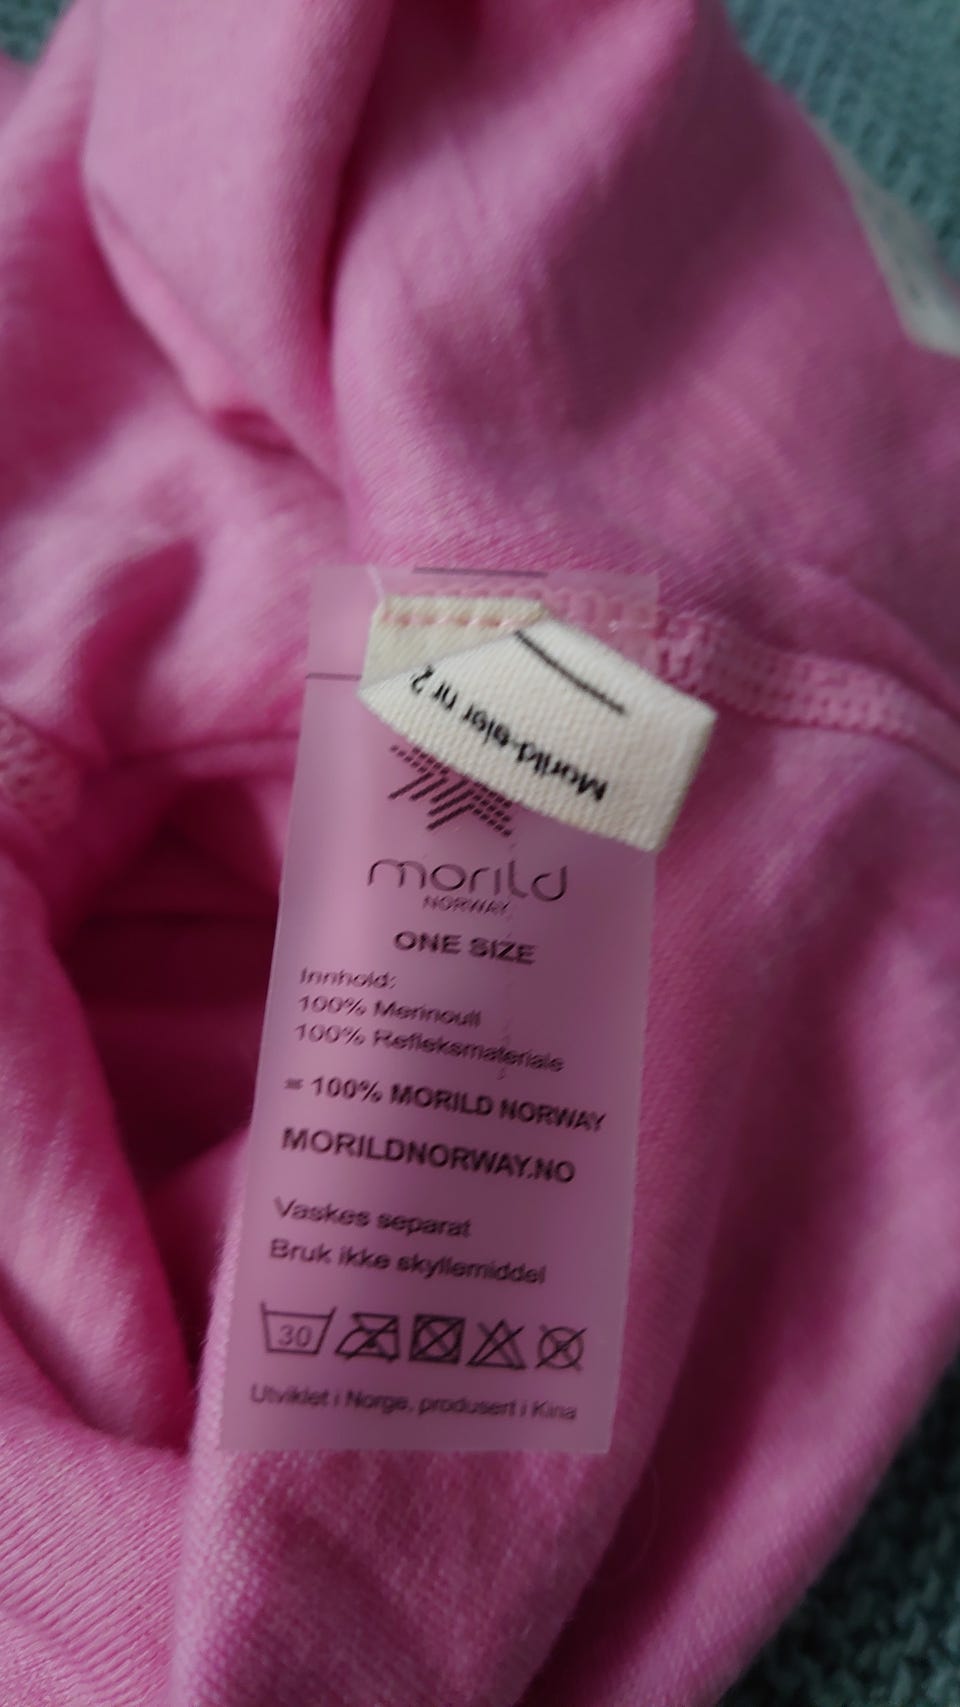 Morild-eier nr 2
morild
NORWAY
ONE SIZE
Innhold:
100% Merinoull
100% Refleksmateriale
= 100% MORILD NORWAY
MORILDNORWAY.NO
Vaskes separat
Bruk ikke skyllemiddel
30
Utviklet i Norge, produsert i Kina